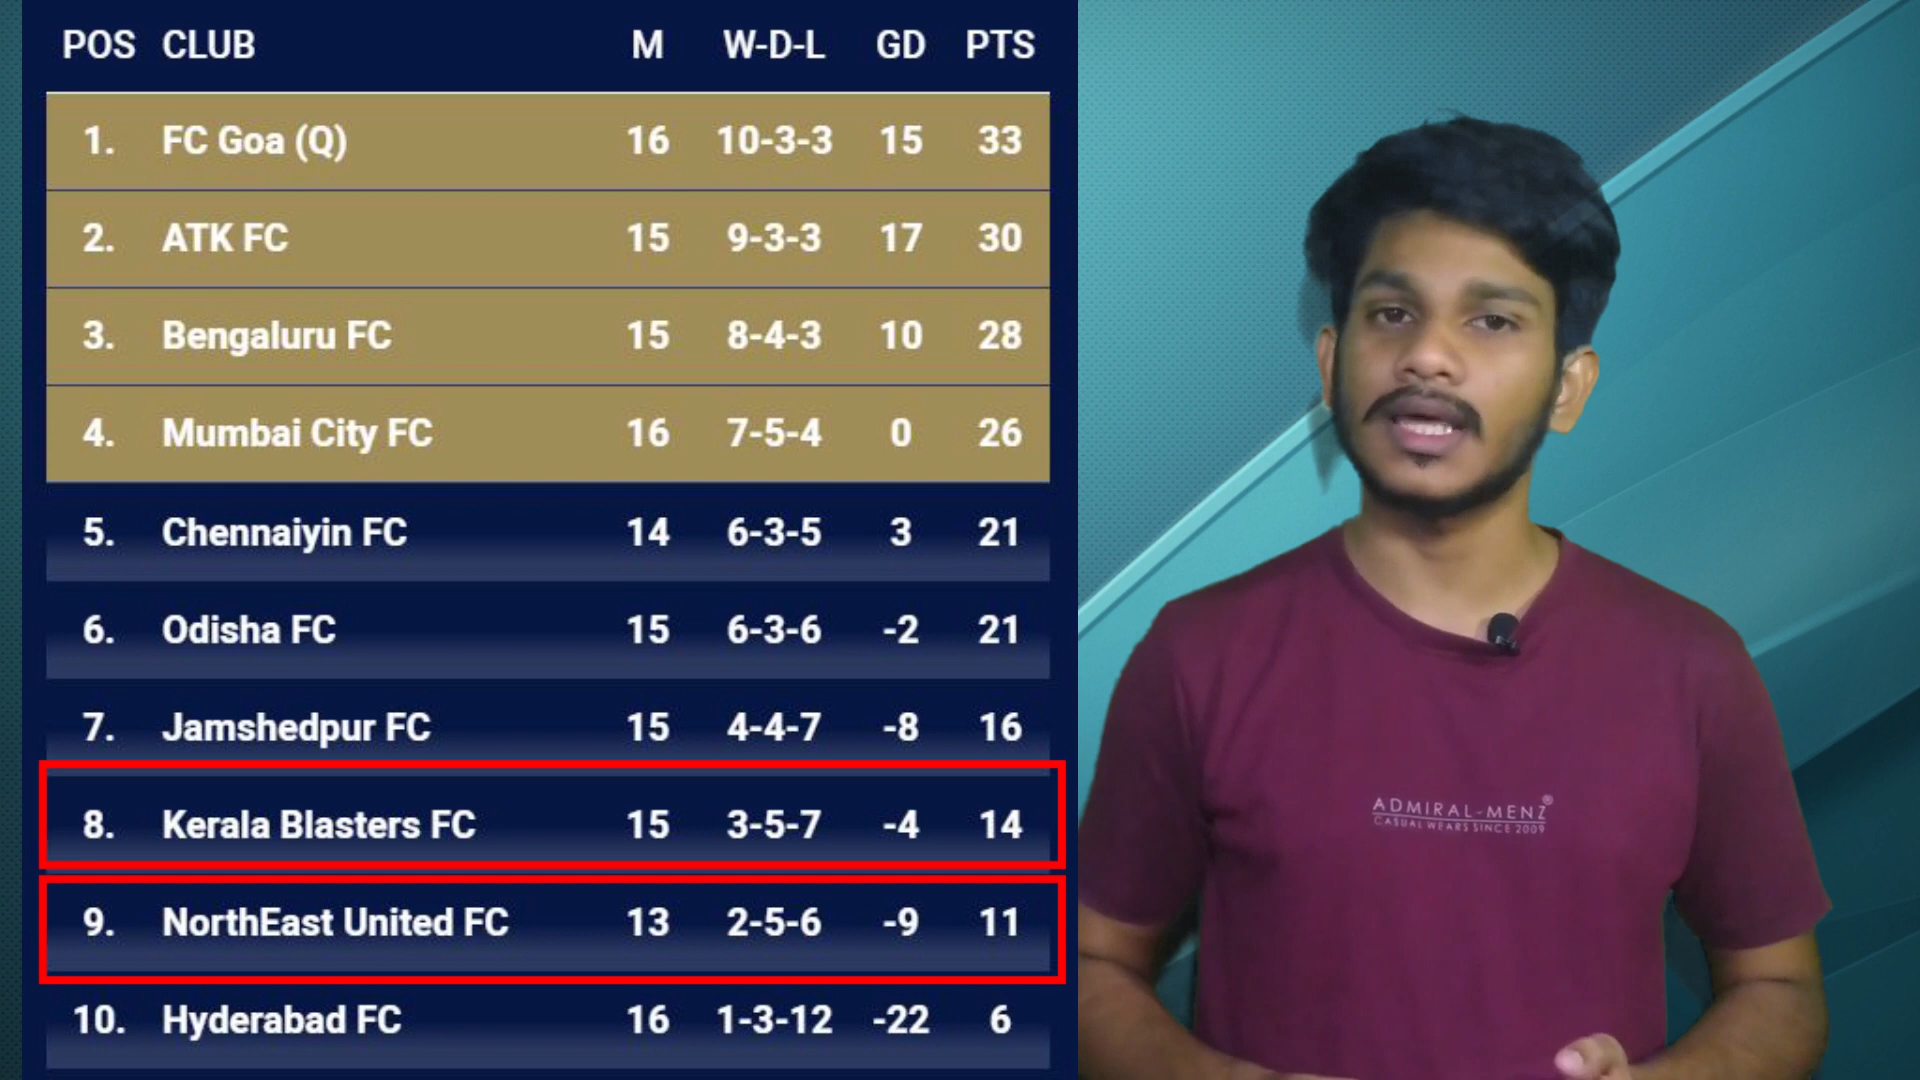 POS CLUB M W-D-L GD PTS
1. FC Goa (Q) 16 10-3-3 15 33
2. ATK FC 15 9-3-3 17 30
3. Bengaluru FC 15 8-4-3 10 28
4. Mumbai City FC 16 7-5-4 0 26
5. Chennaiyin FC 14 6-3-5 3 21
6. Odisha FC 15 6-3-6 -2 21
7. Jamshedpur FC 15 4-4-7 -8 16
8. Kerala Blasters FC 15 3-5-7 -4 14
9. NorthEast United FC 13 2-5-6 -9 11
10. Hyderabad FC 16 1-3-12 -22 6
ADMIRAL-MENZ®
CASUAL WEARS SINCE 2009